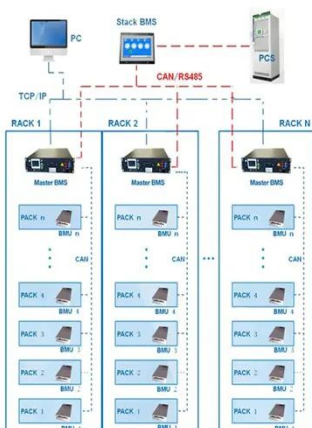 PC
Stack BMS
PCS
CAN/RS485
TCP/IP
RACK 1
RACK 2
RACK N
Master BMS
Master BMS
Master BMS
PACK n
BMU n
PACK n
BMU n
PACK n
BMU n
CAN
CAN
...
CAN
PACK 4
BMU 4
PACK 4
BMU 4
PACK 4
BMU 4
PACK 3
BMU 3
PACK 3
BMU 3
PACK 3
BMU 3
PACK 2
BMU 2
PACK 2
BMU 2
PACK 2
BMU 2
PACK 1
PACK 1
PACK 1